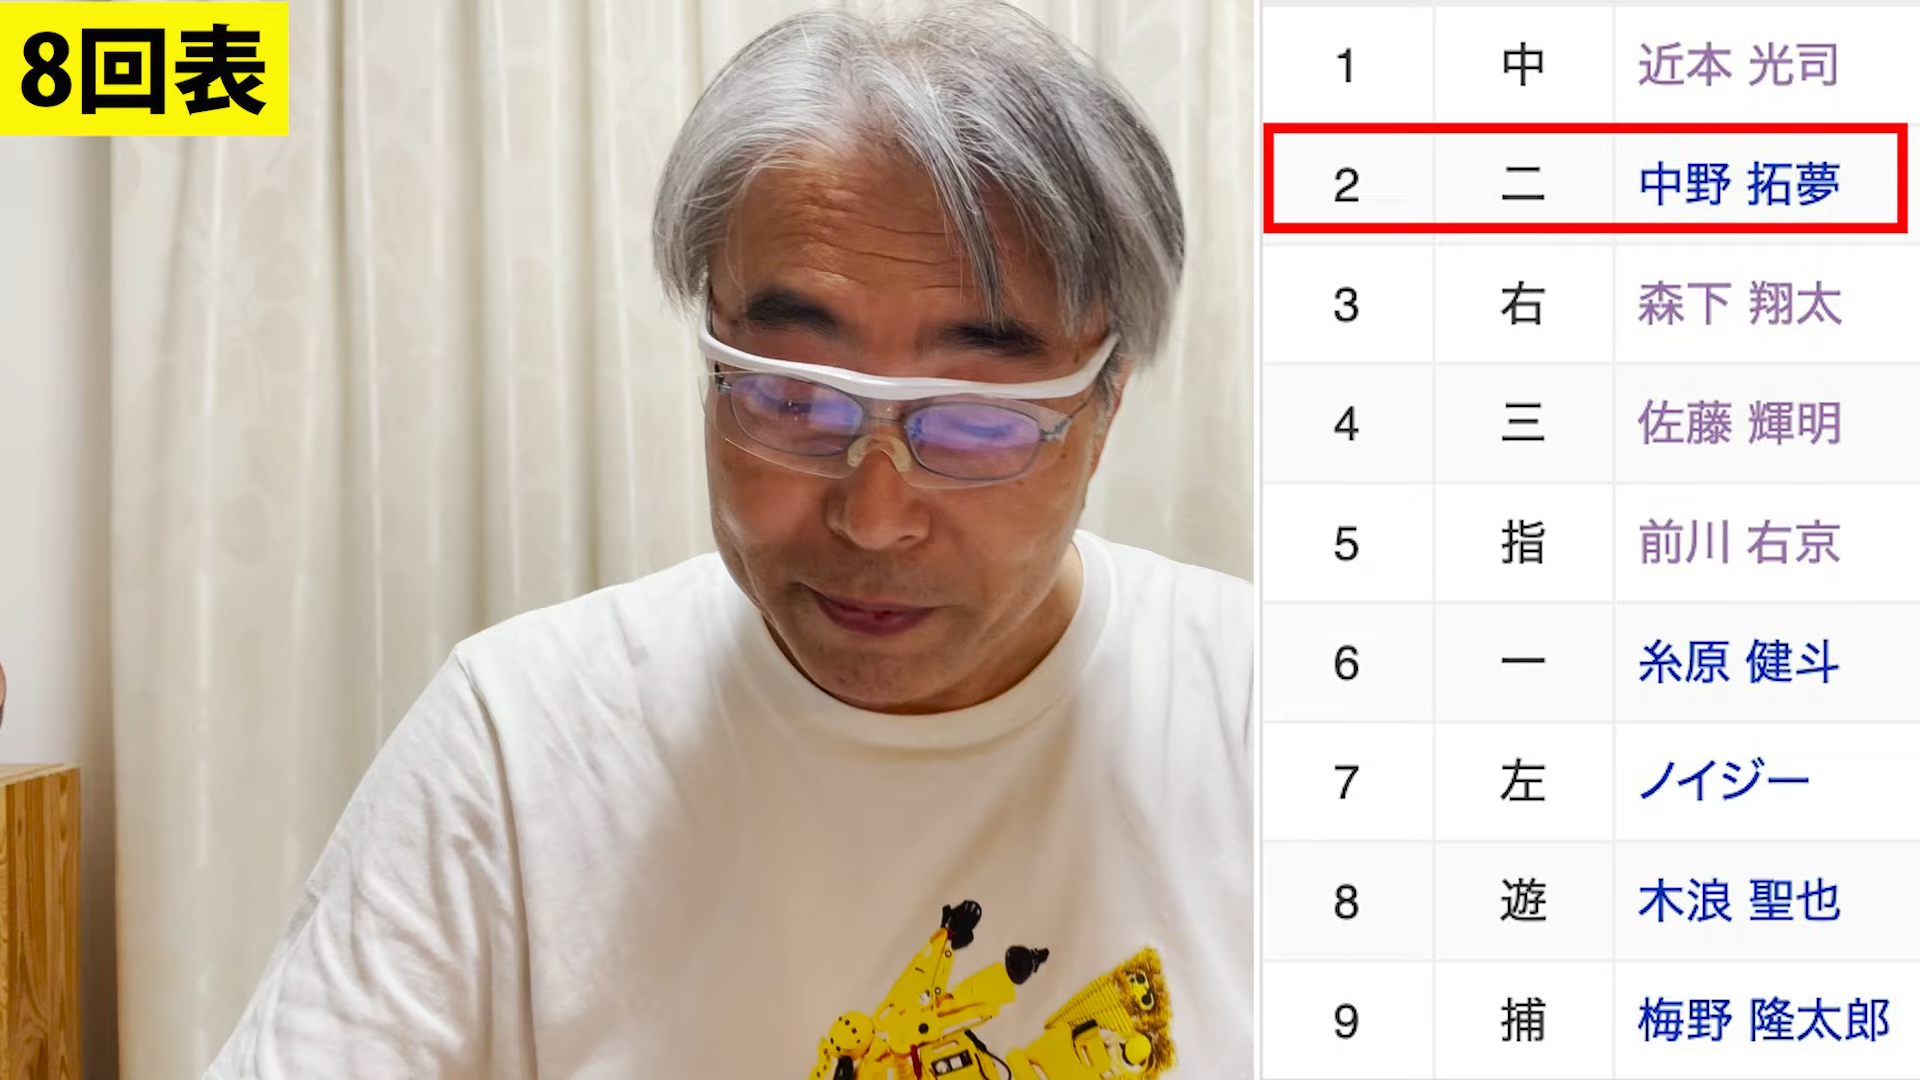 8回表
1 中 近本 光司
2 二 中野 拓夢
3 右 森下 翔太
4 三 佐藤 輝明
5 指 前川 右京
6 一 糸原 健斗
7 左 ノイジー
8 遊 木浪 聖也
9 捕 梅野 隆太郎